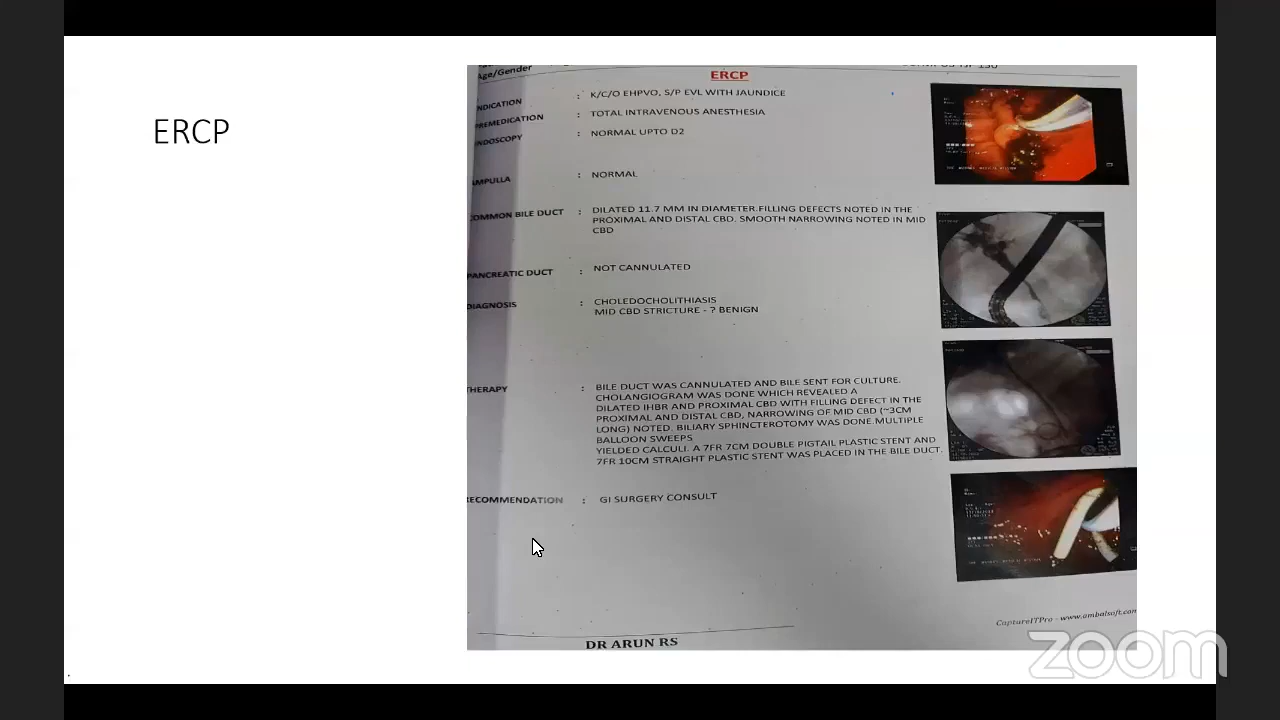 ERCP
Age/Gender
ERCP
INDICATION : K/C/O EHPVO, S/P EVL WITH JAUNDICE
PREMEDICATION : TOTAL INTRAVENOUS ANESTHESIA
ENDOSCOPY : NORMAL UPTO D2
AMPULLA : NORMAL
COMMON BILE DUCT : DILATED 11.7 MM IN DIAMETER.FILLING DEFECTS NOTED IN THE
PROXIMAL AND DISTAL CBD. SMOOTH NARROWING NOTED IN MID
CBD
PANCREATIC DUCT : NOT CANNULATED
DIAGNOSIS : CHOLEDOCHOLITHIASIS
MID CBD STRICTURE - ? BENIGN
THERAPY : BILE DUCT WAS CANNULATED AND BILE SENT FOR CULTURE.
CHOLANGIOGRAM WAS DONE WHICH REVEALED A
DILATED IHBR AND PROXIMAL CBD WITH FILLING DEFECT IN THE
PROXIMAL AND DISTAL CBD, NARROWING OF MID CBD (~3CM
LONG) NOTED. BILIARY SPHINCTEROTOMY WAS DONE.MULTIPLE
BALLOON SWEEPS
YIELDED CALCULI. A 7FR 7CM DOUBLE PIGTAIL PLASTIC STENT AND
7FR 10CM STRAIGHT PLASTIC STENT WAS PLACED IN THE BILE DUCT.
RECOMMENDATION : GI SURGERY CONSULT
CaptureITPro - www.ambalsoft.com
DR ARUN RS
zoom